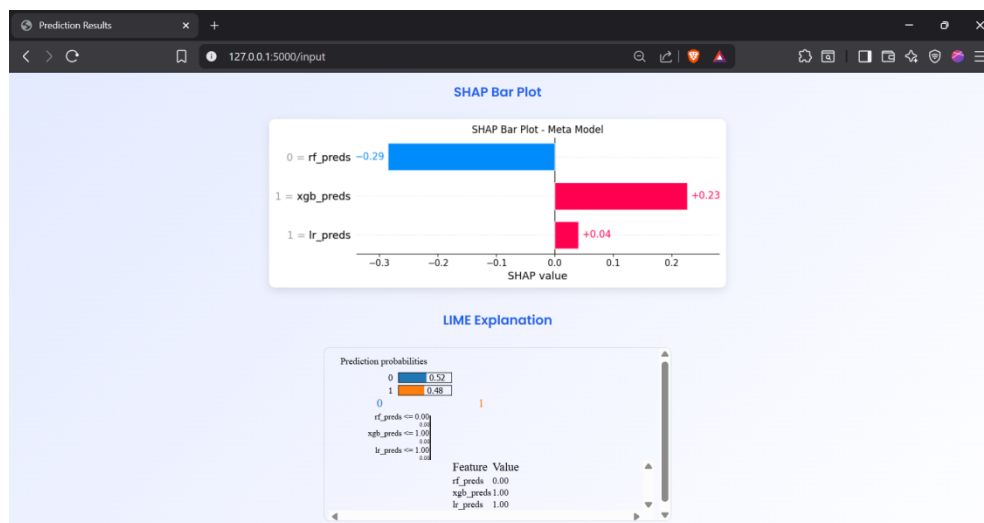 Prediction Results
127.0.0.1:5000/input
SHAP Bar Plot
SHAP Bar Plot - Meta Model
0 = rf_preds −0.29
1 = xgb_preds +0.23
1 = lr_preds +0.04
−0.3 −0.2 −0.1 0.0 0.1 0.2
SHAP value
LIME Explanation
Prediction probabilities
0 0.52
1 0.48
0 1
rf_preds <= 0.00
0.00
xgb_preds <= 1.00
0.00
lr_preds <= 1.00
0.00
Feature Value
rf_preds 0.00
xgb_preds 1.00
lr_preds 1.00